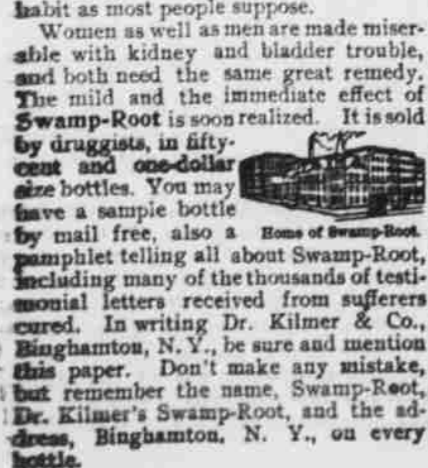 habit as most people suppose.
Women as well as men are made miser-
able with kidney and bladder trouble,
and both need the same great remedy.
The mild and the immediate effect of
Swamp-Root is soon realized. It is sold
by druggists, in fifty-
cent and one-dollar
size bottles. You may
have a sample bottle
by mail free, also a
Home of Swamp-Root.
pamphlet telling all about Swamp-Root,
including many of the thousands of testi-
monial letters received from sufferers
cured. In writing Dr. Kilmer & Co.,
Binghamton, N. Y., be sure and mention
this paper. Don't make any mistake,
but remember the name, Swamp-Root,
Dr. Kilmer's Swamp-Root, and the ad-
dress, Binghamton, N. Y., on every
bottle.